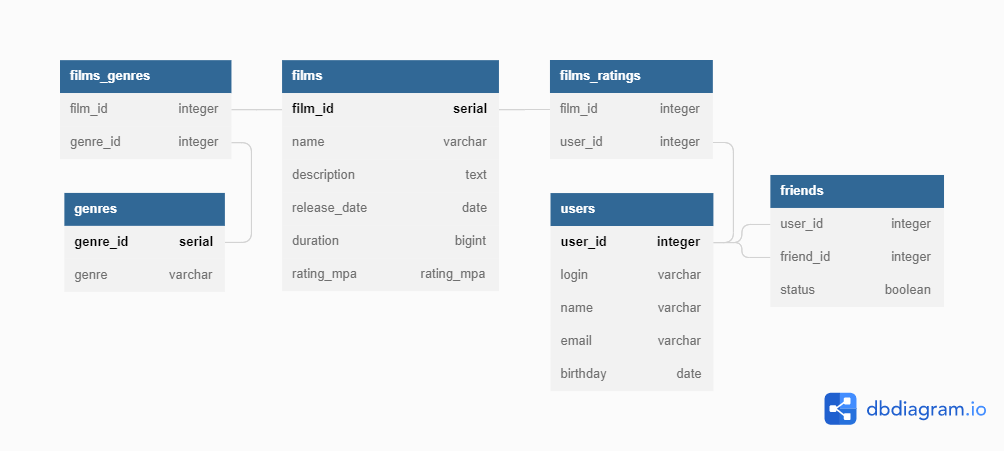 films_genres
film_id integer
genre_id integer
genres
genre_id serial
genre varchar
films
film_id serial
name varchar
description text
release_date date
duration bigint
rating_mpa rating_mpa
films_ratings
film_id integer
user_id integer
users
user_id integer
login varchar
name varchar
email varchar
birthday date
friends
user_id integer
friend_id integer
status boolean
dbdiagram.io